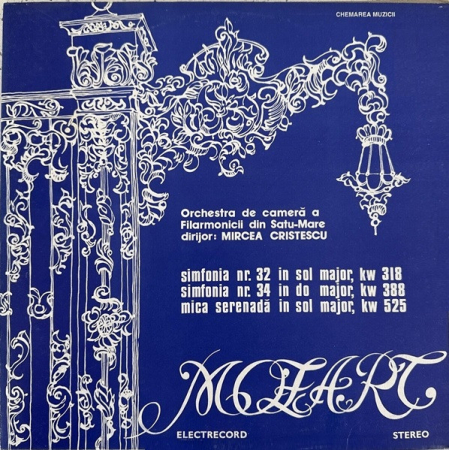 CHEMAREA MUZICII
Orchestra de cameră a
Filarmonicii din Satu-Mare
dirijor: MIRCEA CRISTESCU
simfonia nr. 32 in sol major, kw 318
simfonia nr. 34 in do major, kw 388
mica serenadă in sol major, kw 525
MOZART
ELECTRECORD
STEREO